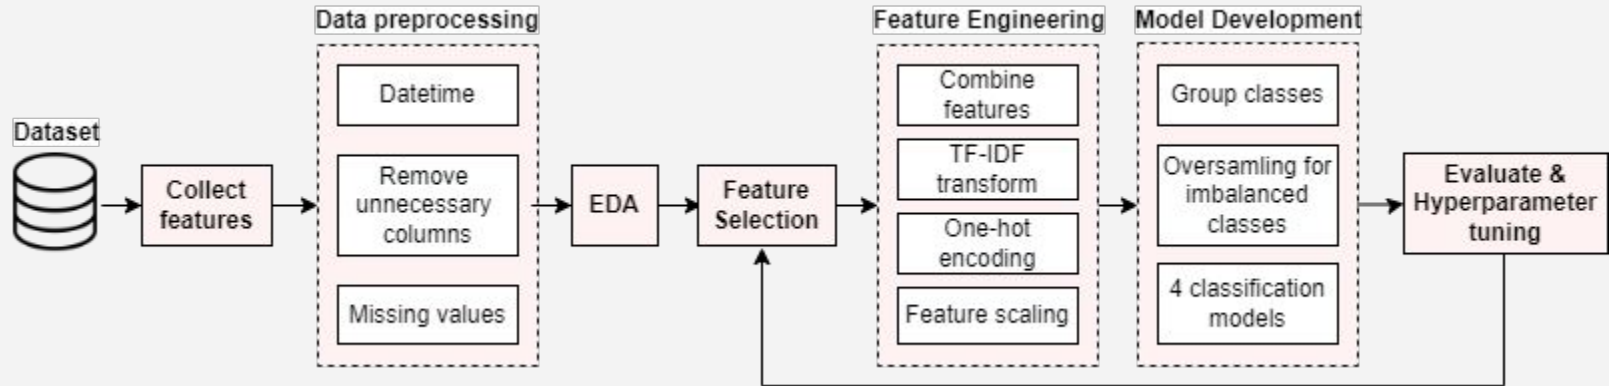 Dataset
Collect
features
Data preprocessing
Datetime
Remove
unnecessary
columns
Missing values
EDA
Feature
Selection
Feature Engineering
Combine
features
TF-IDF
transform
One-hot
encoding
Feature scaling
Model Development
Group classes
Oversamling for
imbalanced
classes
4 classification
models
Evaluate &
Hyperparameter
tuning